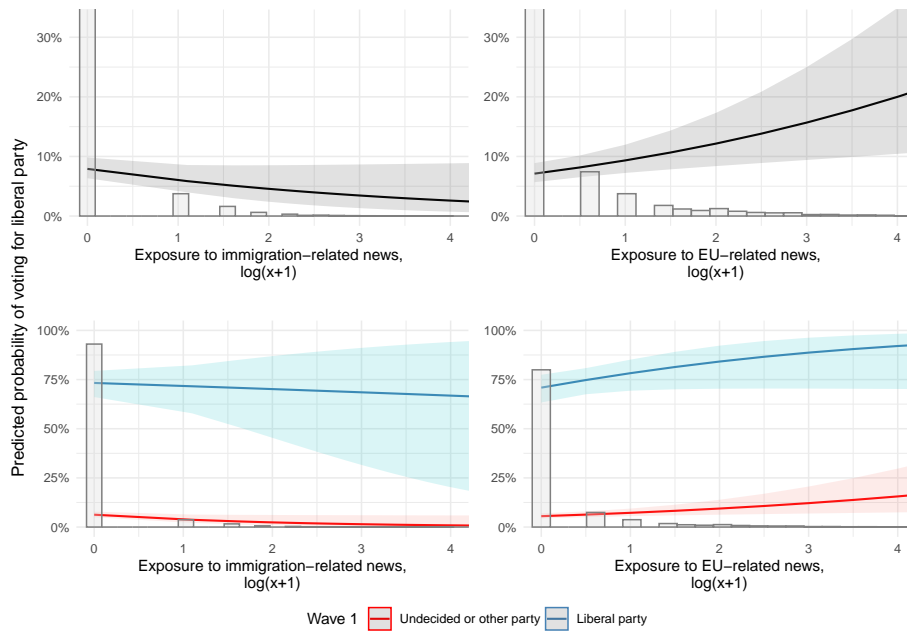 Predicted probability of voting for liberal party
30%
20%
10%
0%
0 1 2 3 4
Exposure to immigration−related news,
log(x+1)
30%
20%
10%
0%
0 1 2 3 4
Exposure to EU−related news,
log(x+1)
100%
75%
50%
25%
0%
0 1 2 3 4
Exposure to immigration−related news,
log(x+1)
100%
75%
50%
25%
0%
0 1 2 3 4
Exposure to EU−related news,
log(x+1)
Wave 1 Undecided or other party Liberal party